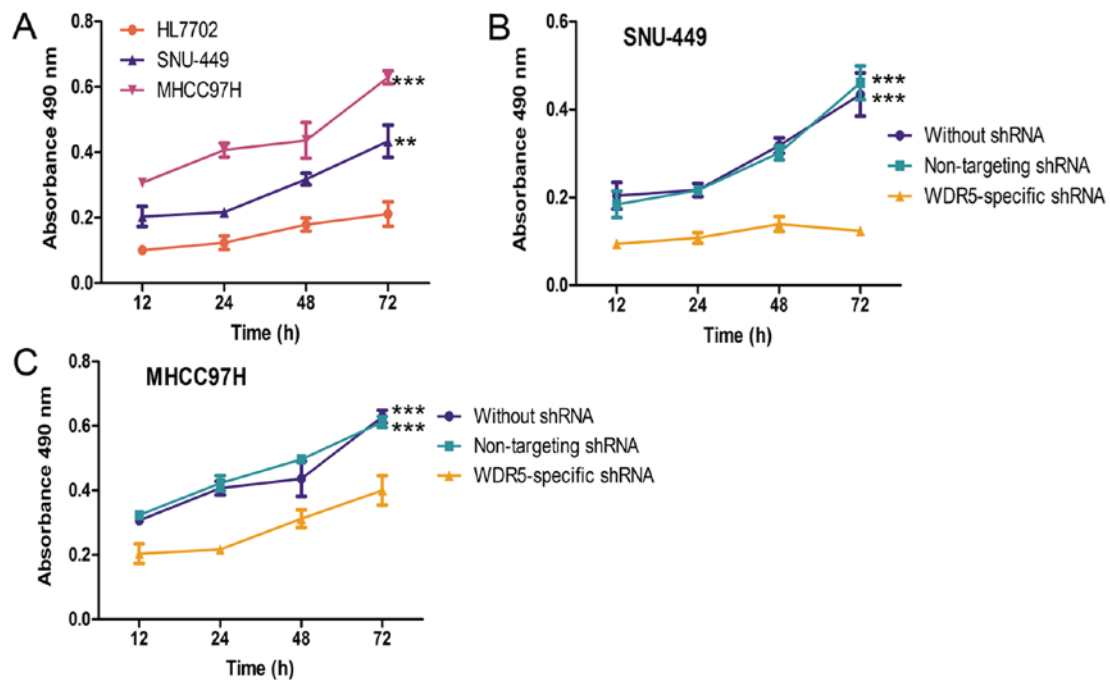 A
HL7702
SNU-449
MHCC97H
Absorbance 490 nm
0.8
0.6
0.4
0.2
0.0
***
**
12 24 48 72
Time (h)
B
SNU-449
Absorbance 490 nm
0.6
0.4
0.2
0.0
***
***
Without shRNA
Non-targeting shRNA
WDR5-specific shRNA
12 24 48 72
Time (h)
C
MHCC97H
Absorbance 490 nm
0.8
0.6
0.4
0.2
0.0
***
***
Without shRNA
Non-targeting shRNA
WDR5-specific shRNA
12 24 48 72
Time (h)